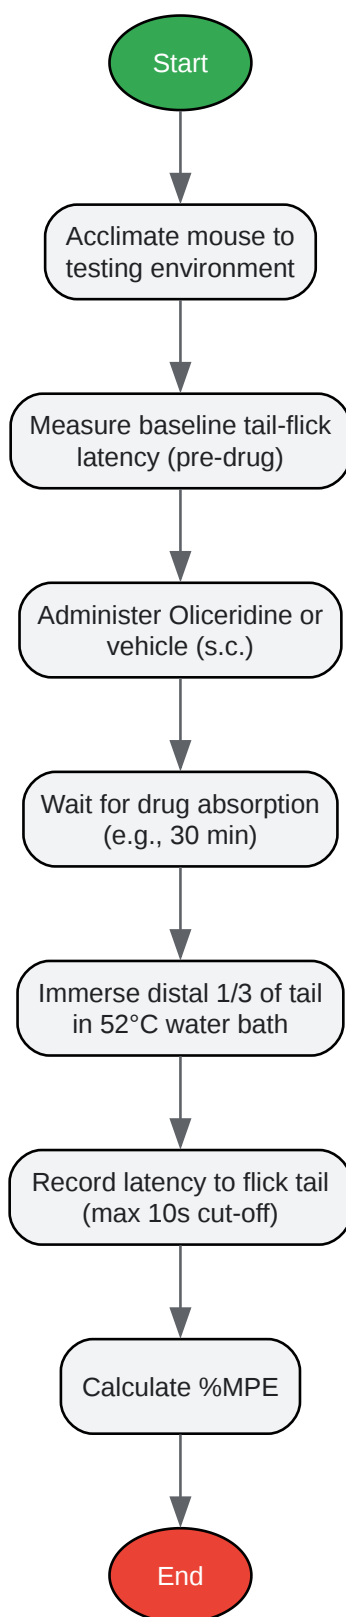 Start
Acclimate mouse to
testing environment
Measure baseline tail-flick
latency (pre-drug)
Administer Oliceridine or
vehicle (s.c.)
Wait for drug absorption
(e.g., 30 min)
Immerse distal 1/3 of tail
in 52°C water bath
Record latency to flick tail
(max 10s cut-off)
Calculate %MPE
End